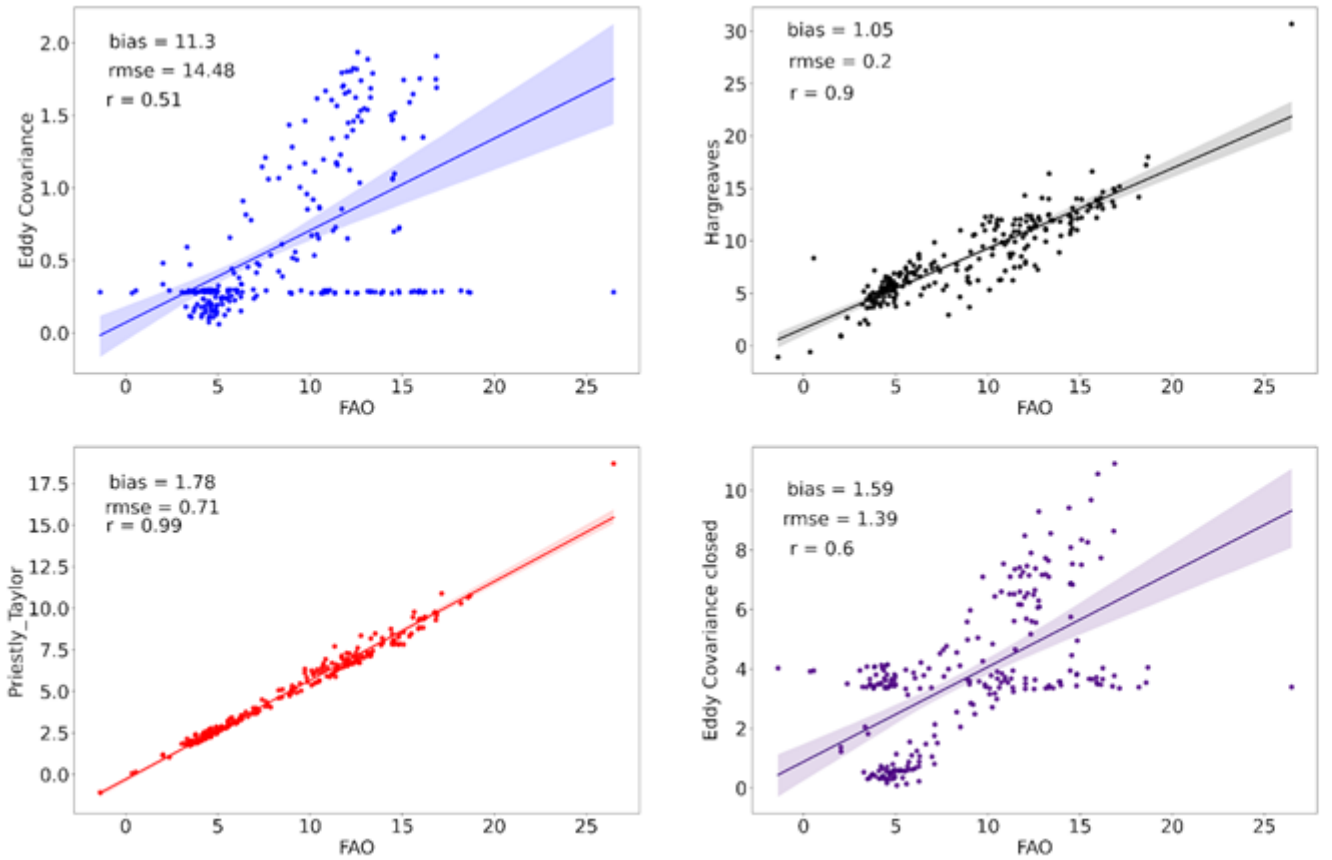 bias = 11.3
rmse = 14.48
r = 0.51
2.0
1.5
1.0
0.5
0.0
Eddy Covariance
0 5 10 15 20 25
FAO
bias = 1.05
rmse = 0.2
r = 0.9
30
25
20
15
10
5
0
Hargreaves
0 5 10 15 20 25
FAO
bias = 1.78
rmse = 0.71
r = 0.99
17.5
15.0
12.5
10.0
7.5
5.0
2.5
0.0
Priestly_Taylor
0 5 10 15 20 25
FAO
bias = 1.59
rmse = 1.39
r = 0.6
10
8
6
4
2
0
Eddy Covariance closed
0 5 10 15 20 25
FAO